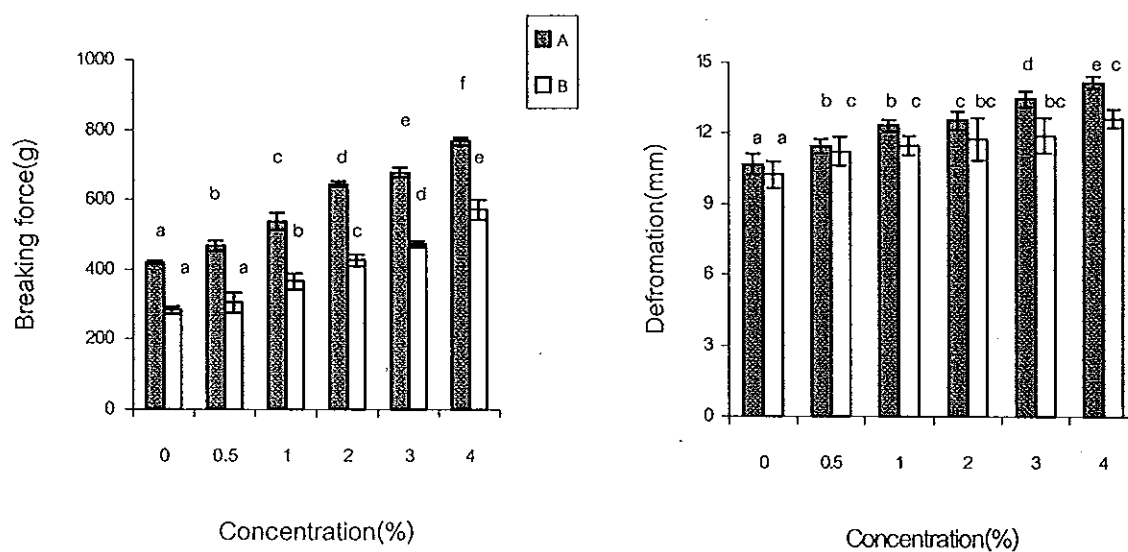 A
B
Breaking force(g)
1000
800
600
400
200
0
a
a
b
a
c
b
d
c
e
d
f
e
0 0.5 1 2 3 4
Concentration(%)
Defromation(mm)
15
12
9
6
3
0
a a
b c
b c
c bc
d
bc
e c
0 0.5 1 2 3 4
Concentration(%)